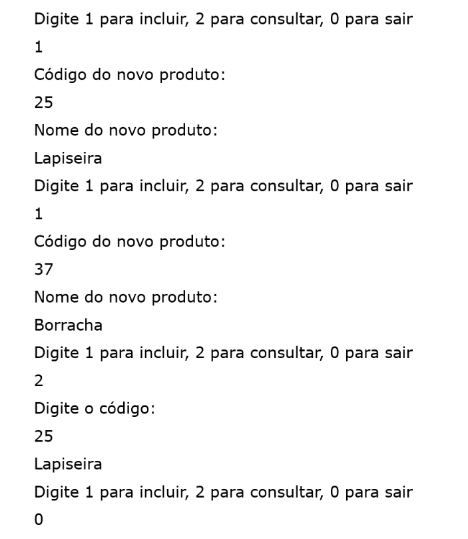 Digite 1 para incluir, 2 para consultar, 0 para sair
1
Código do novo produto:
25
Nome do novo produto:
Lapiseira
Digite 1 para incluir, 2 para consultar, 0 para sair
1
Código do novo produto:
37
Nome do novo produto:
Borracha
Digite 1 para incluir, 2 para consultar, 0 para sair
2
Digite o código:
25
Lapiseira
Digite 1 para incluir, 2 para consultar, 0 para sair
0